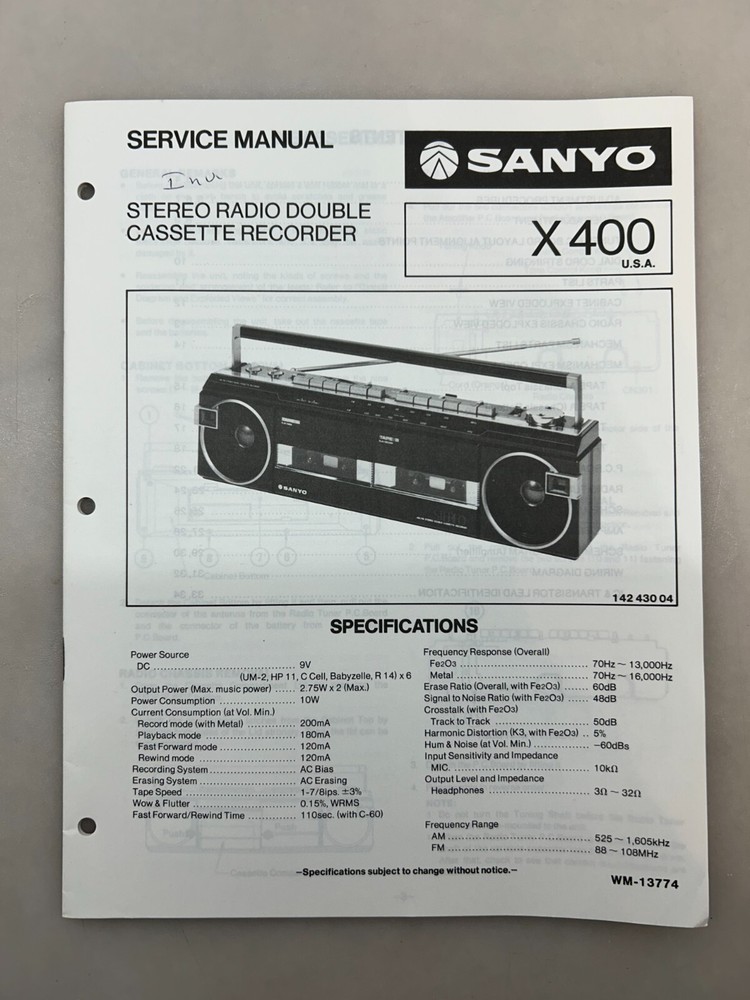 SERVICE MANUAL
SANYO
STEREO RADIO DOUBLE
CASSETTE RECORDER
X400
U.S.A.
SANYO
142 430 04
SPECIFICATIONS
Power Source
DC ........ 9V
(UM-2, HP 11, C Cell, Babyzelle, R 14) x 6
Output Power (Max. music power) ...... 2.75W x 2 (Max.)
Power Consumption ........ 10W
Current Consumption (at Vol. Min.)
Record mode (with Metal) ........ 200mA
Playback mode ........ 180mA
Fast Forward mode ........ 120mA
Rewind mode ........ 120mA
Recording System ........ AC Bias
Erasing System ........ AC Erasing
Tape Speed ........ 1-7/8ips. ±3%
Wow & Flutter ........ 0.15%, WRMS
Fast Forward/Rewind Time ........ 110sec. (with C-60)
Frequency Response (Overall)
Fe2O3 ........ 70Hz ~ 13,000Hz
Metal ........ 70Hz ~ 16,000Hz
Erase Ratio (Overall, with Fe2O3) ...... 60dB
Signal to Noise Ratio (with Fe2O3) ...... 48dB
Crosstalk (with Fe2O3)
Track to Track ........ 50dB
Harmonic Distortion (K3, with Fe2O3) .. 5%
Hum & Noise (at Vol. Min.) ........ -60dBs
Input Sensitivity and Impedance
MIC. ........ 10kΩ
Output Level and Impedance
Headphones ........ 3Ω ~ 32Ω
Frequency Range
AM ........ 525 ~ 1,605kHz
FM ........ 88 ~ 108MHz
—Specifications subject to change without notice.—
WM-13774